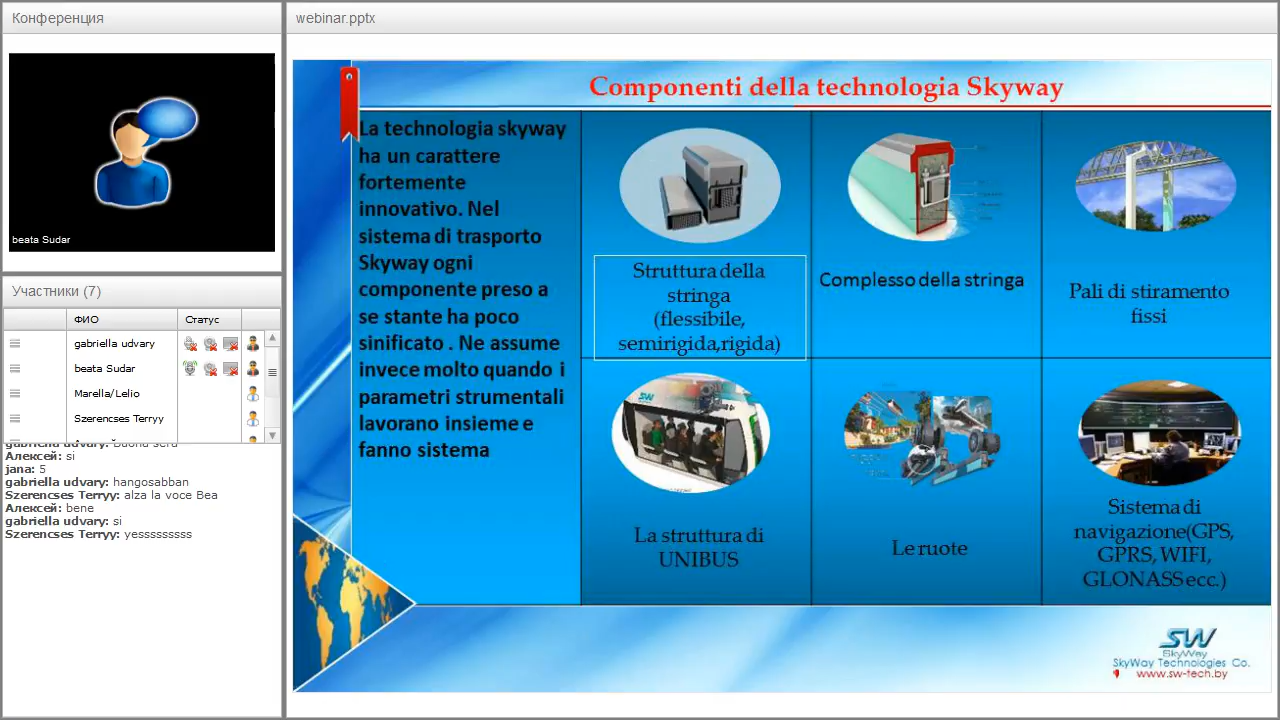 Конференция
beata Sudar
Участники (7)
ФИО
Статус
gabriella udvary
beata Sudar
Marella/Lelio
Szerencses Terryy
gabriella udvary: Buona sera
Алексей: si
jana: 5
gabriella udvary: hangosabban
Szerencses Terryy: alza la voce Bea
Алексей: bene
gabriella udvary: si
Szerencses Terryy: yesssssssss
webinar.pptx
Componenti della technologia Skyway
La technologia skyway
ha un carattere
fortemente
innovativo. Nel
sistema di trasporto
Skyway ogni
componente preso a
se stante ha poco
sinificato . Ne assume
invece molto quando i
parametri strumentali
lavorano insieme e
fanno sistema
Struttura della
stringa
(flessibile,
semirigida,rigida)
Complesso della stringa
Pali di stiramento
fissi
La struttura di
UNIBUS
Le ruote
Sistema di
navigazione(GPS,
GPRS, WIFI,
GLONASS ecc.)
SW
SkyWay
SkyWay Technologies Co.
www.sw-tech.by